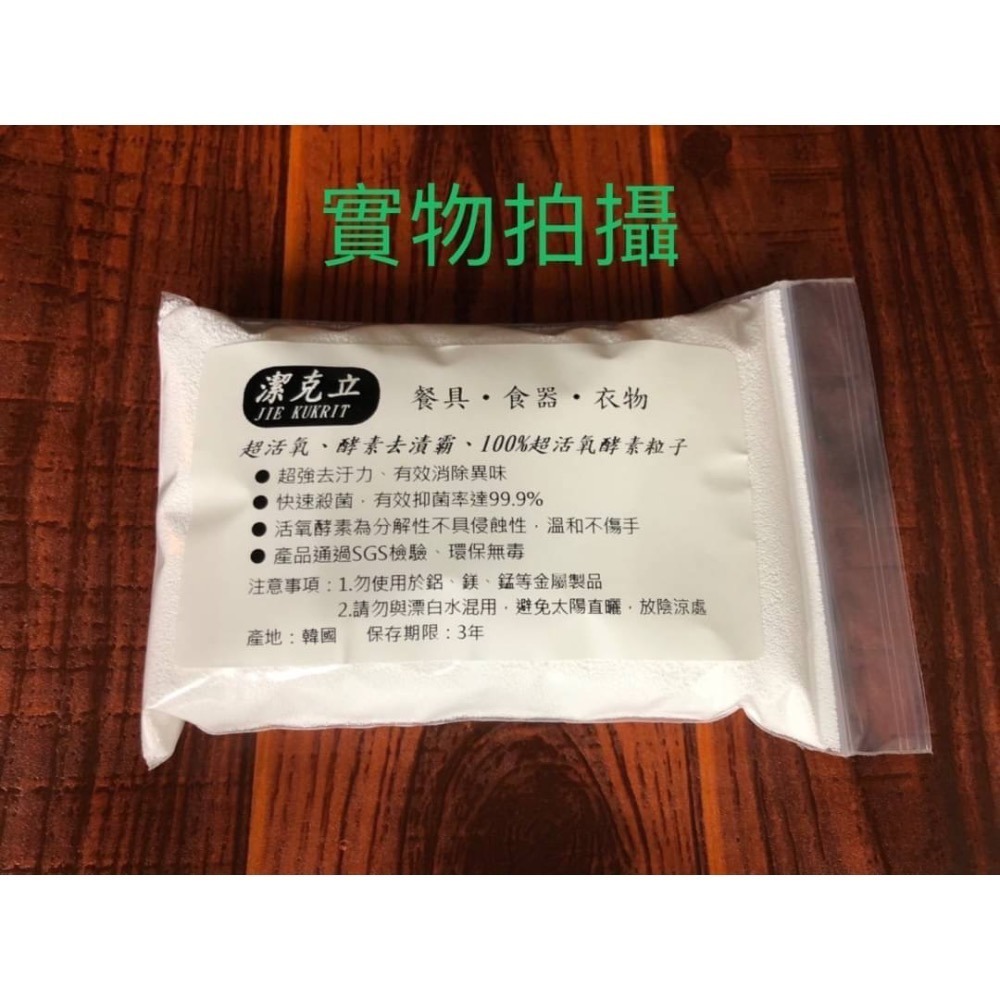 實物拍攝
潔克立
JIE KUKRIT
餐具・食器・衣物
超活氧、酵素去漬霸、100%超活氧酵素粒子
● 超強去汙力、有效消除異味
● 快速殺菌，有效抑菌率達99.9%
● 活氧酵素為分解性不具侵蝕性，溫和不傷手
● 產品通過SGS檢驗、環保無毒
注意事項：1.勿使用於鋁、鎂、錳等金屬製品
2.請勿與漂白水混用，避免太陽直曬，放陰涼處
產地：韓國　保存期限：3年